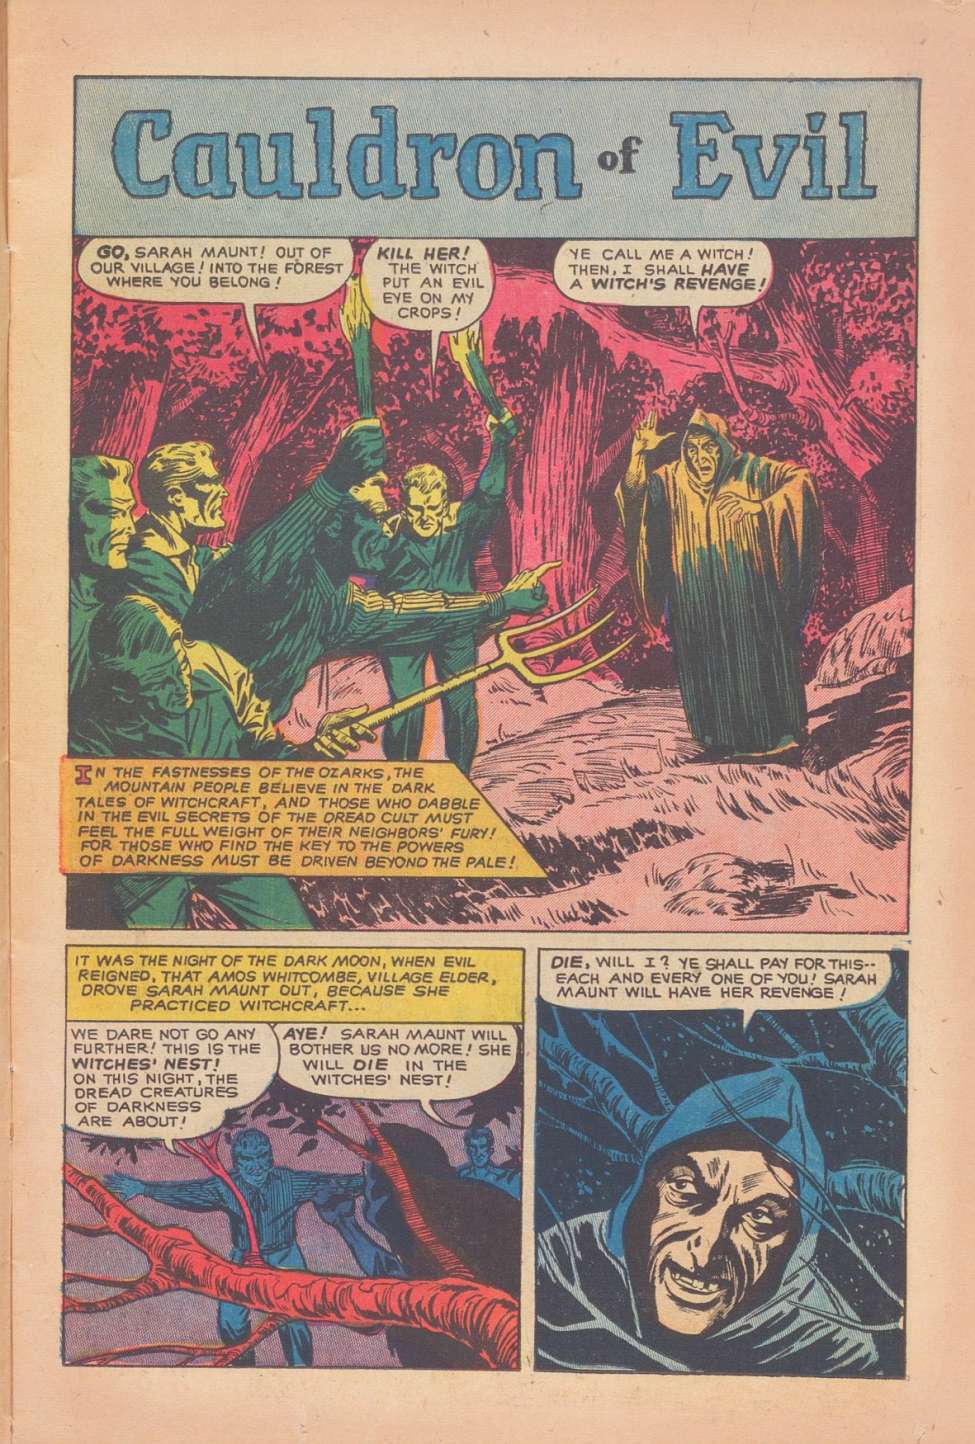 Cauldron of Evil
GO, SARAH MAUNT! OUT OF
OUR VILLAGE! INTO THE FOREST
WHERE YOU BELONG!
KILL HER!
THE WITCH
PUT AN EVIL
EYE ON MY
CROPS!
YE CALL ME A WITCH!
THEN, I SHALL HAVE
A WITCH'S REVENGE!
IN THE FASTNESSES OF THE OZARKS, THE
MOUNTAIN PEOPLE BELIEVE IN THE DARK
TALES OF WITCHCRAFT, AND THOSE WHO DABBLE
IN THE EVIL SECRETS OF THE DREAD CULT MUST
FEEL THE FULL WEIGHT OF THEIR NEIGHBORS' FURY!
FOR THOSE WHO FIND THE KEY TO THE POWERS
OF DARKNESS MUST BE DRIVEN BEYOND THE PALE!
IT WAS THE NIGHT OF THE DARK MOON, WHEN EVIL
REIGNED, THAT AMOS WHITCOMBE, VILLAGE ELDER,
DROVE SARAH MAUNT OUT, BECAUSE SHE
PRACTICED WITCHCRAFT...
WE DARE NOT GO ANY
FURTHER! THIS IS THE
WITCHES' NEST!
ON THIS NIGHT, THE
DREAD CREATURES
OF DARKNESS
ARE ABOUT!
AYE! SARAH MAUNT WILL
BOTHER US NO MORE! SHE
WILL DIE IN THE
WITCHES' NEST!
DIE, WILL I? YE SHALL PAY FOR THIS--
EACH AND EVERY ONE OF YOU! SARAH
MAUNT WILL HAVE HER REVENGE!